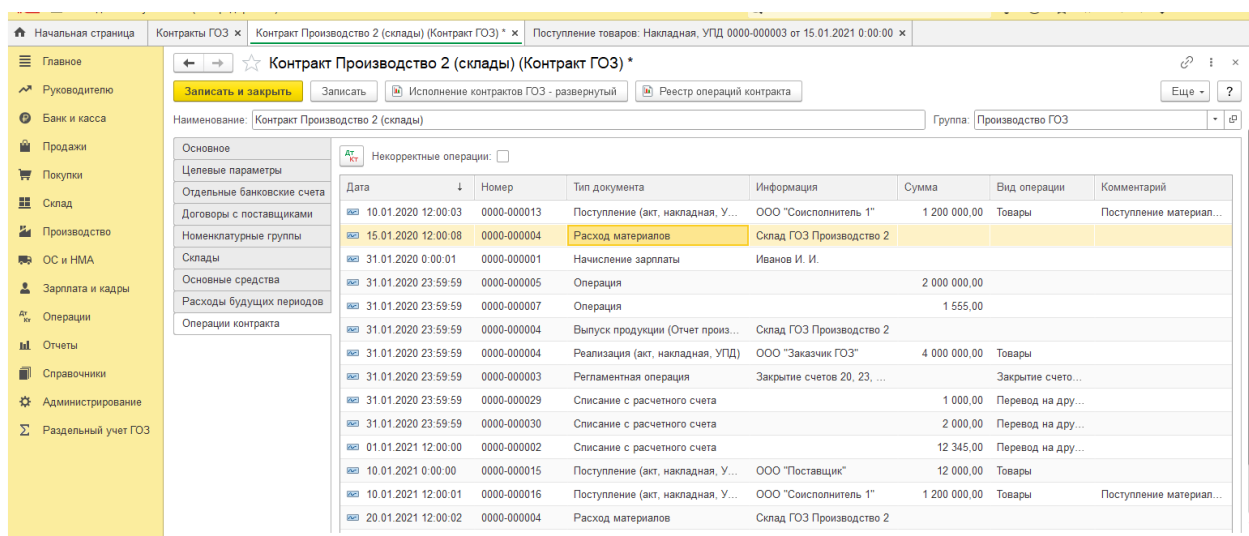 Начальная страница Контракты ГОЗ × Контракт Производство 2 (склады) (Контракт ГОЗ) * × Поступление товаров: Накладная, УПД 0000-000003 от 15.01.2021 0:00:00 ×
Главное
Руководителю
Банк и касса
Продажи
Покупки
Склад
Производство
ОС и НМА
Зарплата и кадры
Операции
Отчеты
Справочники
Администрирование
Раздельный учет ГОЗ
Контракт Производство 2 (склады) (Контракт ГОЗ) *
Записать и закрыть Записать Исполнение контрактов ГОЗ - развернутый Реестр операций контракта Еще ?
Наименование: Контракт Производство 2 (склады) Группа: Производство ГОЗ
Основное
Целевые параметры
Отдельные банковские счета
Договоры с поставщиками
Номенклатурные группы
Склады
Основные средства
Расходы будущих периодов
Операции контракта
Некорректные операции:
Дата ↓ Номер Тип документа Информация Сумма Вид операции Комментарий
10.01.2020 12:00:03 0000-000013 Поступление (акт, накладная, У... ООО "Соисполнитель 1" 1 200 000,00 Товары Поступление материал...
15.01.2020 12:00:08 0000-000004 Расход материалов Склад ГОЗ Производство 2
31.01.2020 0:00:01 0000-000001 Начисление зарплаты Иванов И. И.
31.01.2020 23:59:59 0000-000005 Операция 2 000 000,00
31.01.2020 23:59:59 0000-000007 Операция 1 555,00
31.01.2020 23:59:59 0000-000004 Выпуск продукции (Отчет произ... Склад ГОЗ Производство 2
31.01.2020 23:59:59 0000-000004 Реализация (акт, накладная, УПД) ООО "Заказчик ГОЗ" 4 000 000,00 Товары
31.01.2020 23:59:59 0000-000003 Регламентная операция Закрытие счетов 20, 23, ... Закрытие счето...
31.01.2020 23:59:59 0000-000029 Списание с расчетного счета 1 000,00 Перевод на дру...
31.01.2020 23:59:59 0000-000030 Списание с расчетного счета 2 000,00 Перевод на дру...
01.01.2021 12:00:00 0000-000002 Списание с расчетного счета 12 345,00 Перевод на дру...
10.01.2021 0:00:00 0000-000015 Поступление (акт, накладная, У... ООО "Поставщик" 12 000,00 Товары
10.01.2021 12:00:01 0000-000016 Поступление (акт, накладная, У... ООО "Соисполнитель 1" 1 200 000,00 Товары Поступление материал...
20.01.2021 12:00:02 0000-000004 Расход материалов Склад ГОЗ Производство 2